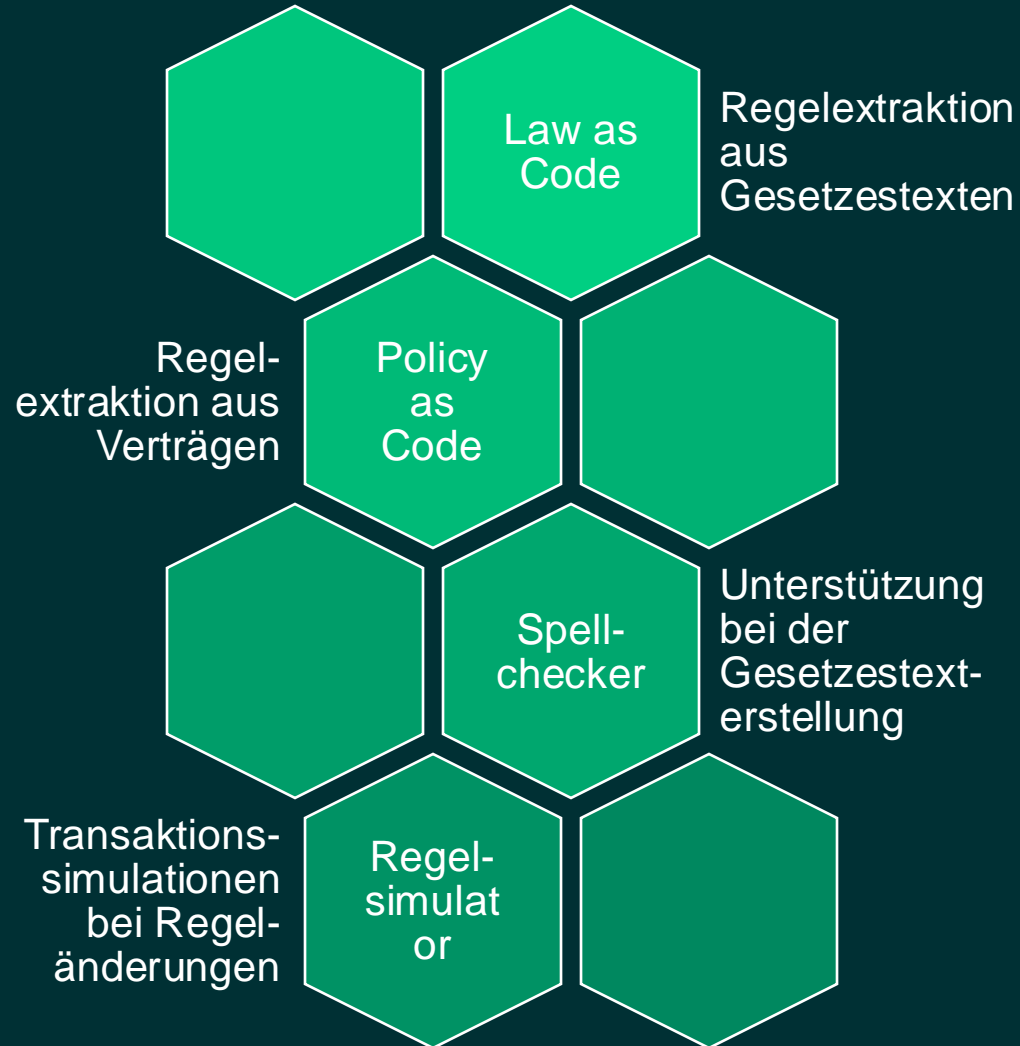 Law as
Code
Regelextraktion
aus
Gesetzestexten
Regel-
extraktion aus
Verträgen
Policy
as
Code
Spell-
checker
Unterstützung
bei der
Gesetzestext-
erstellung
Transaktions-
simulationen
bei Regel-
änderungen
Regel-
simulat
or